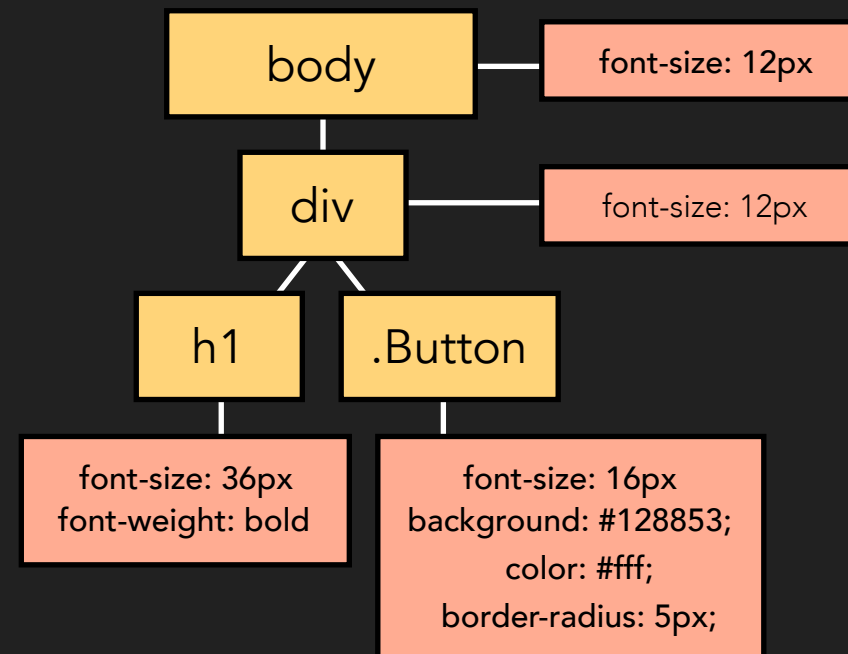 body
font-size: 12px
div
font-size: 12px
h1
.Button
font-size: 36px
font-weight: bold
font-size: 16px
background: #128853;
color: #fff;
border-radius: 5px;